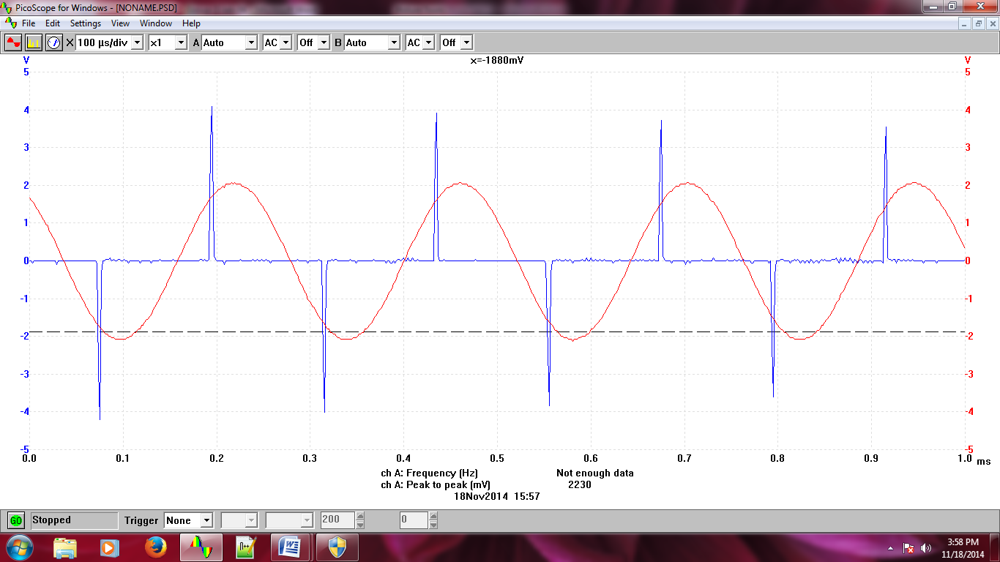 PicoScope for Windows - [NONAME.PSD]
File Edit Settings View Window Help
X 100 µs/div x1 A Auto AC Off B Auto AC Off
V x=-1880mV V
5 5
4 4
3 3
2 2
1 1
0 0
-1 -1
-2 -2
-3 -3
-4 -4
-5 -5
0.0 0.1 0.2 0.3 0.4 0.5 0.6 0.7 0.8 0.9 1.0 ms
ch A: Frequency (Hz) Not enough data
ch A: Peak to peak (mV) 2230
18Nov2014 15:57
GO Stopped Trigger None 200 0
3:58 PM
11/18/2014